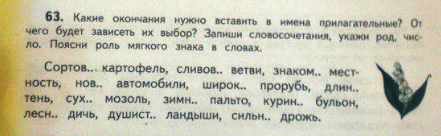 63. Какие окончания нужно вставить в имена прилагательные? От
чего будет зависеть их выбор? Запиши словосочетания, укажи род, чис-
ло. Поясни роль мягкого знака в словах.
Сортов.. картофель, сливов.. ветви, знаком.. мест-
ность, нов.. автомобили, широк.. прорубь, длин..
тень, сух.. мозоль, зимн.. пальто, курин.. бульон,
лесн.. дичь, душист.. ландыши, сильн.. дрожь.